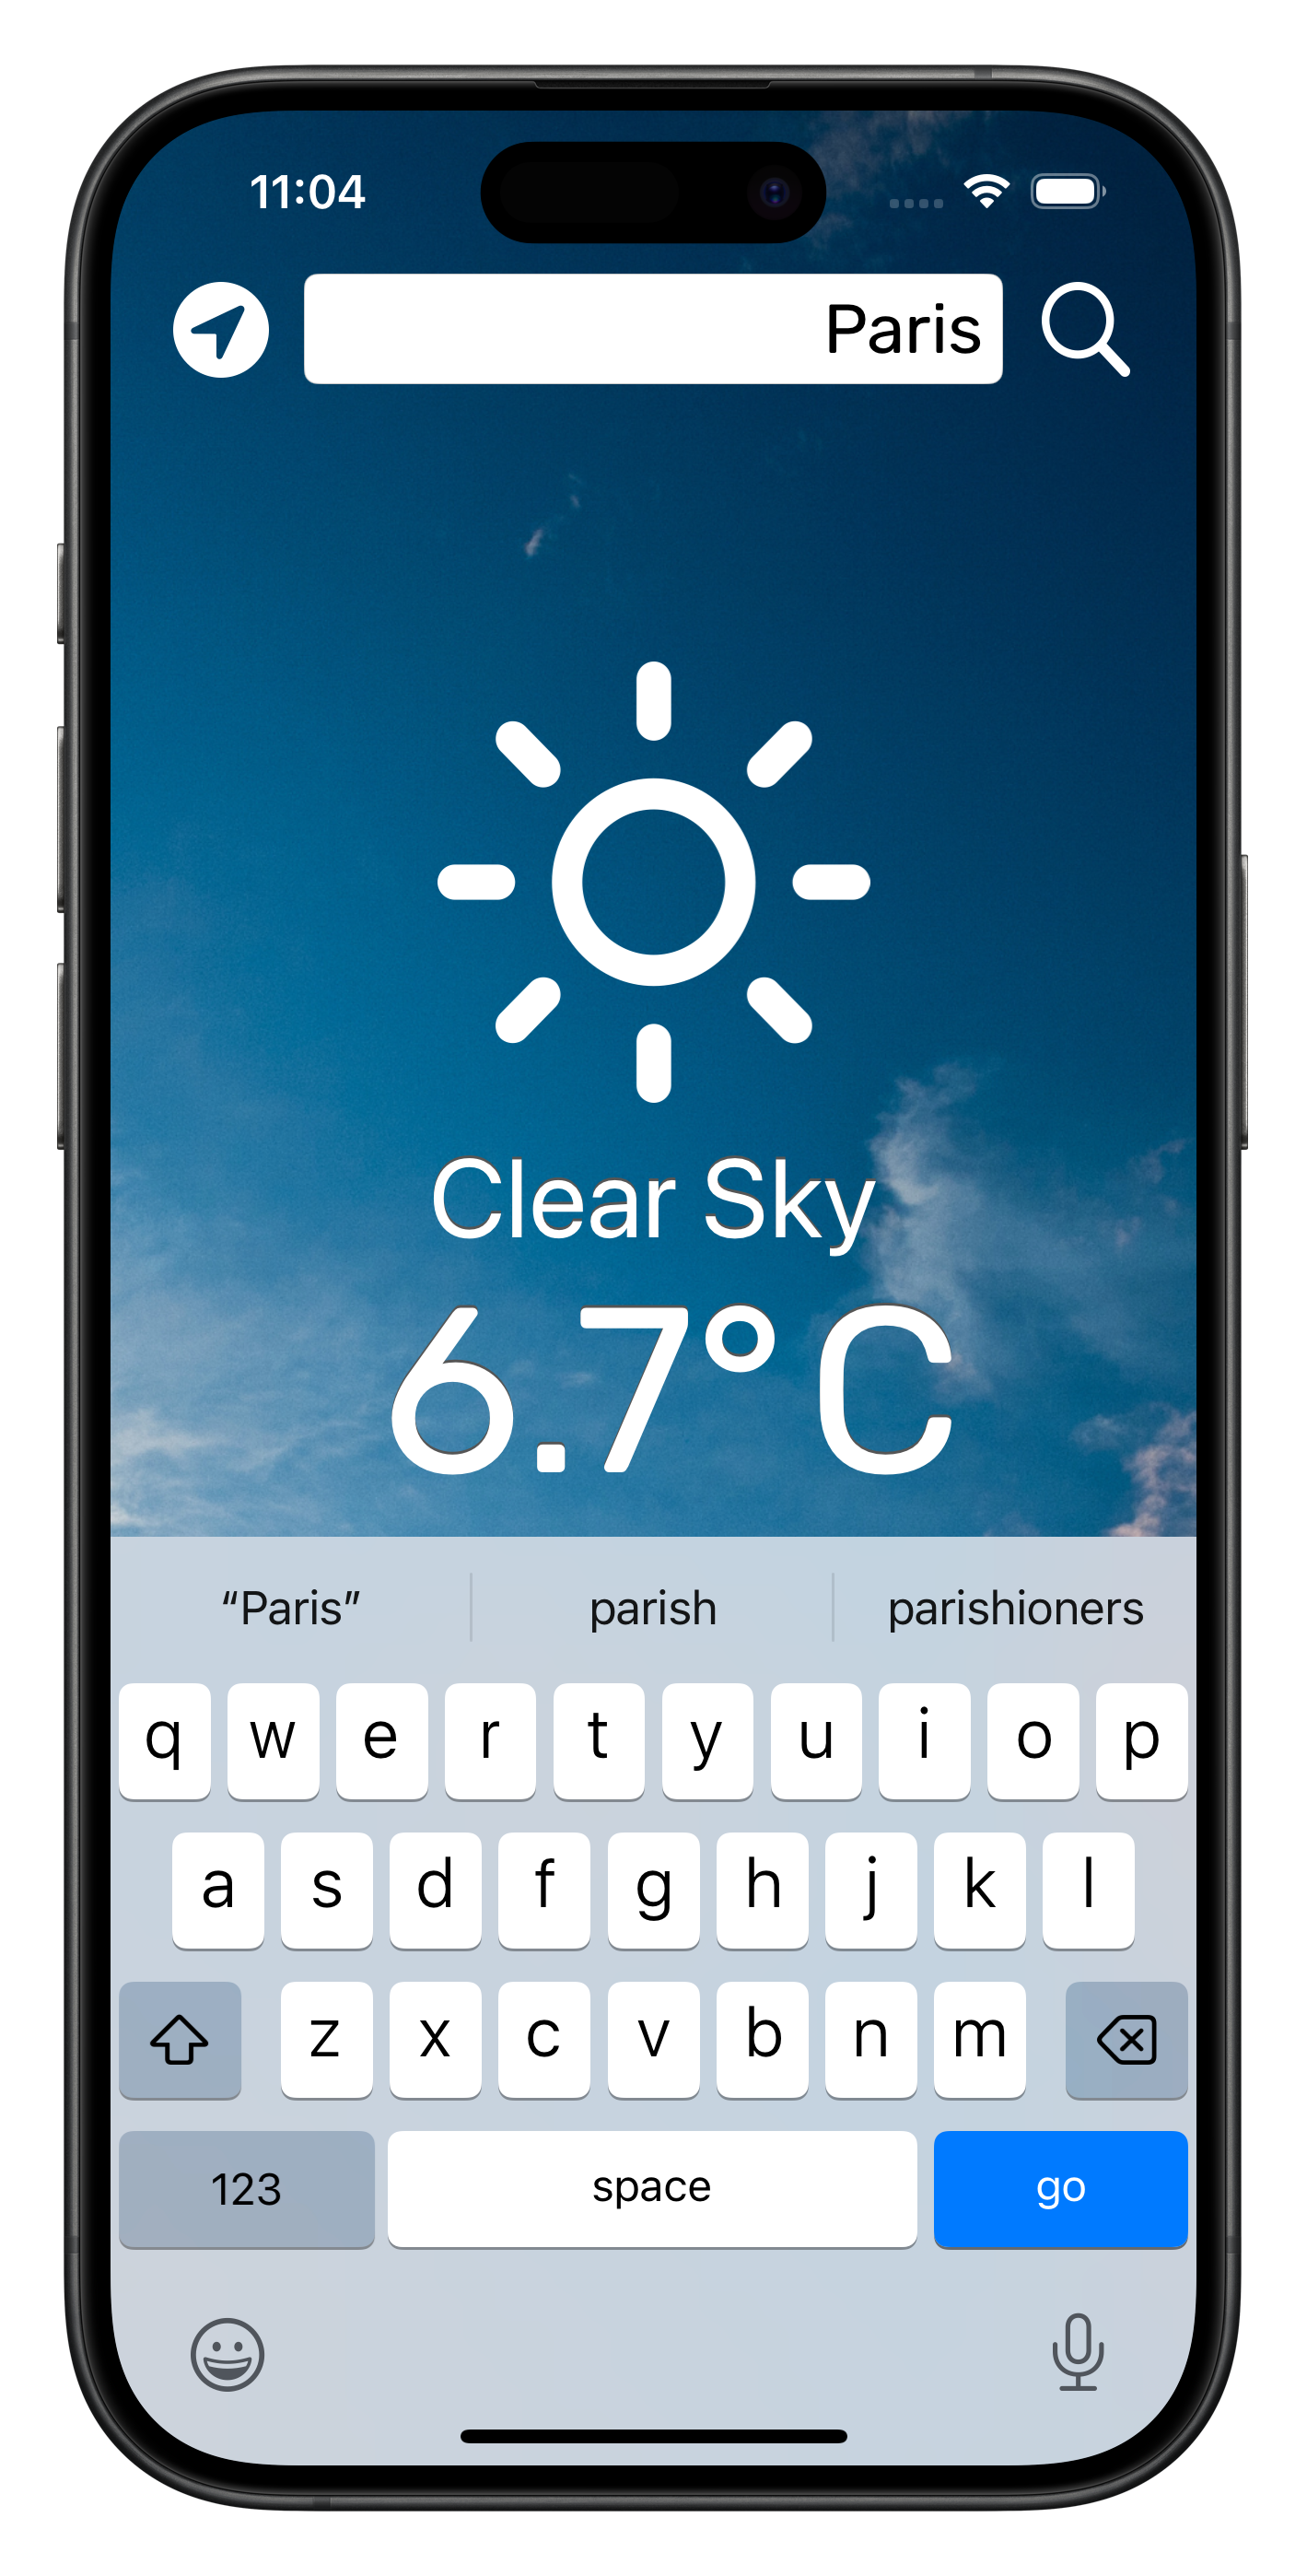 11:04
Paris
Clear Sky
6.7° C
“Paris” parish parishioners
q w e r t y u i o p
a s d f g h j k l
z x c v b n m
123 space go